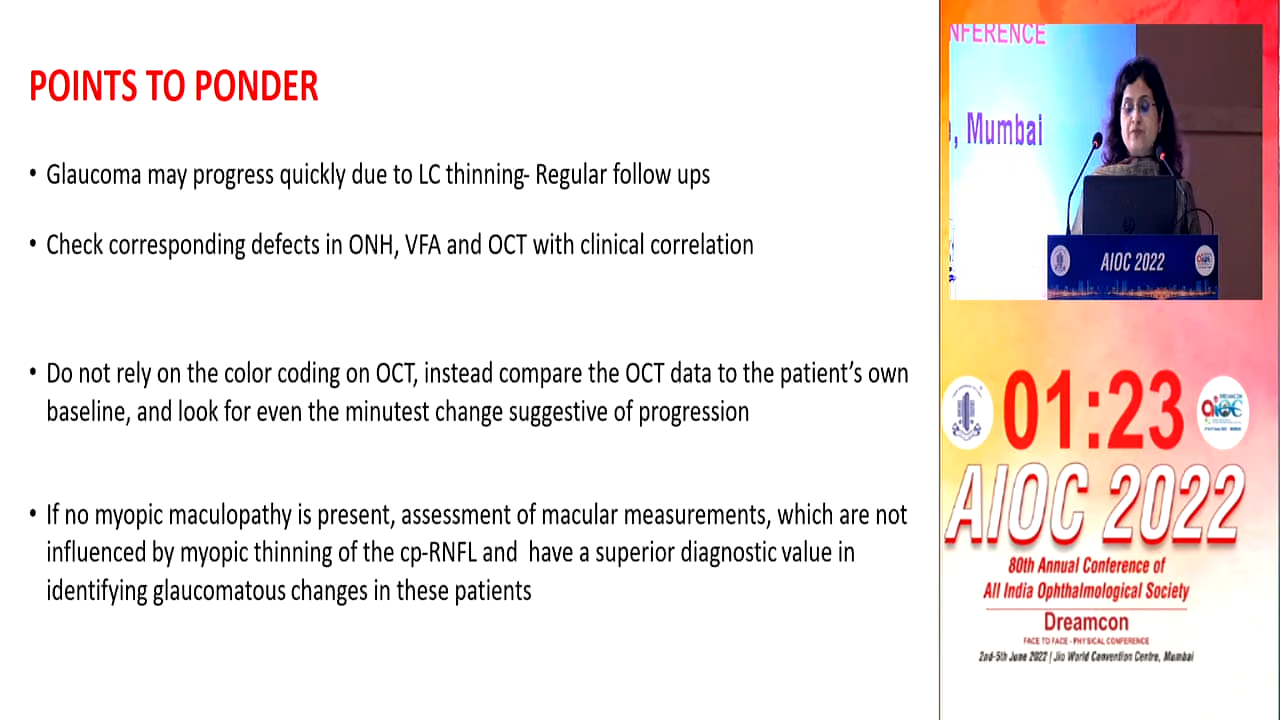 POINTS TO PONDER
• Glaucoma may progress quickly due to LC thinning- Regular follow ups
• Check corresponding defects in ONH, VFA and OCT with clinical correlation
• Do not rely on the color coding on OCT, instead compare the OCT data to the patient’s own
baseline, and look for even the minutest change suggestive of progression
• If no myopic maculopathy is present, assessment of macular measurements, which are not
influenced by myopic thinning of the cp-RNFL and have a superior diagnostic value in
identifying glaucomatous changes in these patients
NFERENCE
, Mumbai
AIOC 2022
01:23
aioc
AIOC 2022
80th Annual Conference of
All India Ophthalmological Society
Dreamcon
FACE TO FACE - PHYSICAL CONFERENCE
2nd-5th June 2022 | Jio World Convention Centre, Mumbai